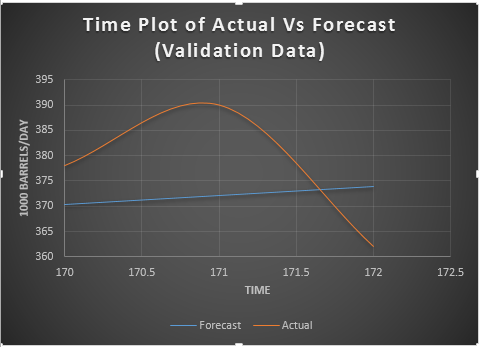 Time Plot of Actual Vs Forecast
(Validation Data)
395
390
385
380
375
370
365
360
1000 BARRELS/DAY
170 170.5 171 171.5 172 172.5
TIME
Forecast Actual